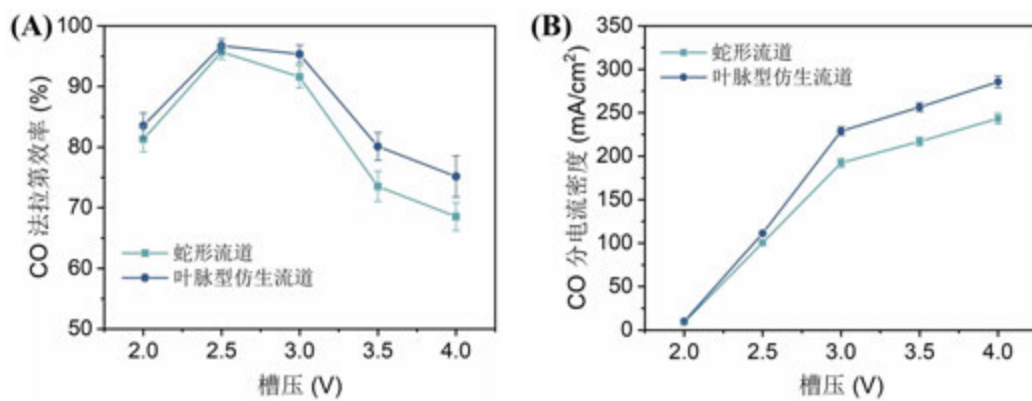 (A)
CO 法拉第效率 (%)
100
90
80
70
60
50
蛇形流道
叶脉型仿生流道
2.0 2.5 3.0 3.5 4.0
槽压 (V)
(B)
CO 分电流密度 (mA/cm²)
350
300
250
200
150
100
50
0
蛇形流道
叶脉型仿生流道
2.0 2.5 3.0 3.5 4.0
槽压 (V)